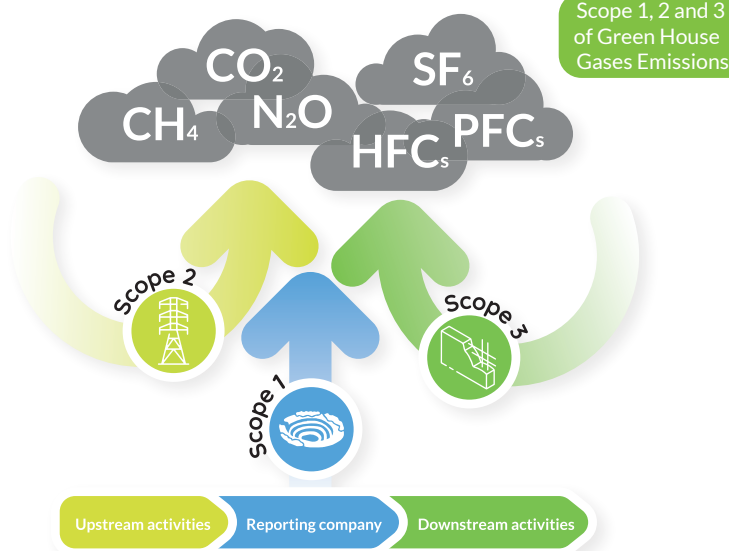 Scope 1, 2 and 3
of Green House
Gases Emissions
CO2
SF6
CH4
N2O
HFCs
PFCs
Scope 2
Scope 3
Scope 1
Upstream activities
Reporting company
Downstream activities